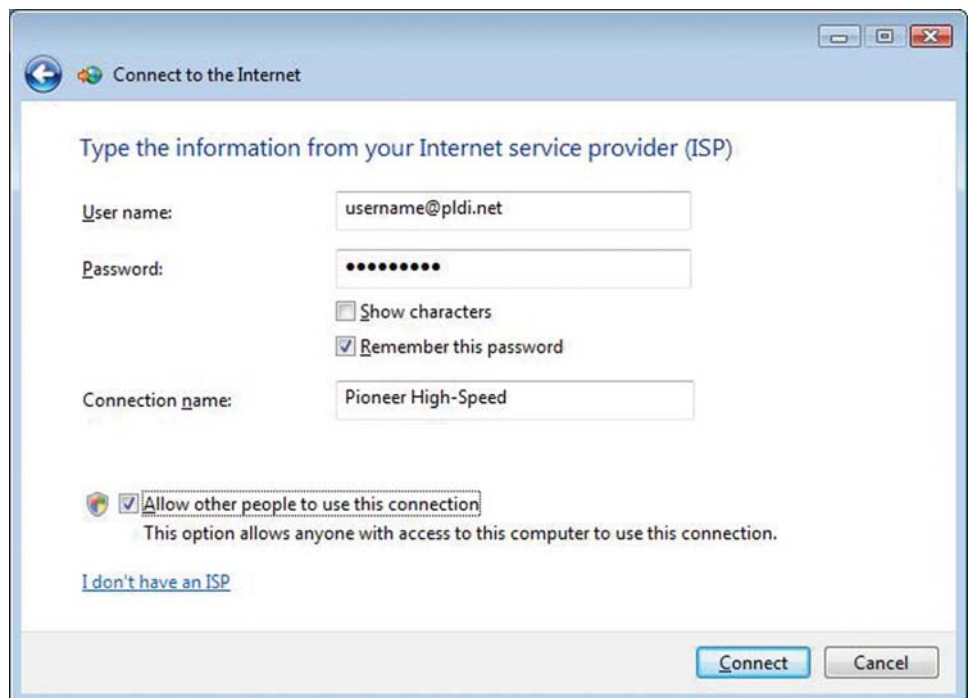 Connect to the Internet
Type the information from your Internet service provider (ISP)
User name:
username@pldi.net
Password:
●●●●●●●●●
Show characters
Remember this password
Connection name:
Pioneer High-Speed
Allow other people to use this connection
This option allows anyone with access to this computer to use this connection.
I don't have an ISP
Connect
Cancel